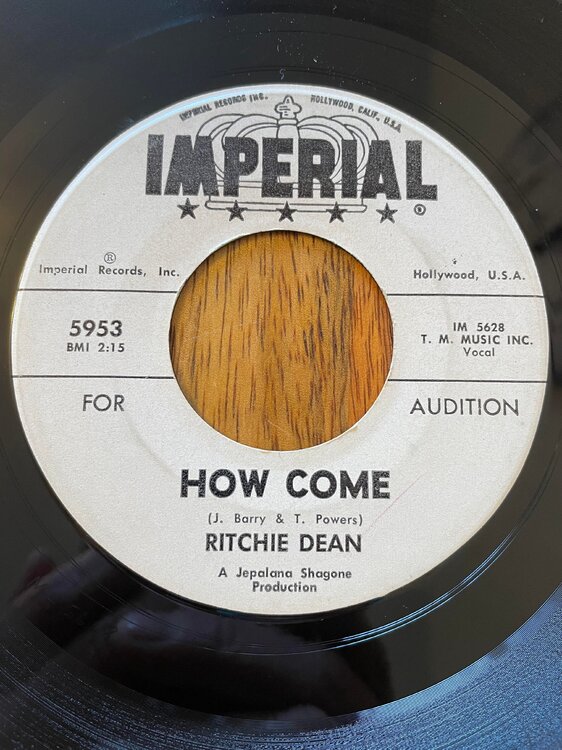 IMPERIAL RECORDS INC. HOLLYWOOD, CALIF. U.S.A.
IMPERIAL
®
®
Imperial Records, Inc.
Hollywood, U.S.A.
5953
BMI 2:15
IM 5628
T. M. MUSIC INC.
Vocal
FOR AUDITION
HOW COME
(J. Barry & T. Powers)
RITCHIE DEAN
A Jepalana Shagone
Production